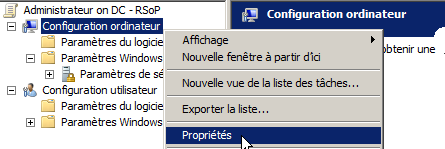 Administrateur on DC - RSoP
Configuration ordinateur
Configuration ordinateur
Paramètres du logicie
Affichage
Paramètres Windows
Nouvelle fenêtre à partir d'ici
obtenir une
Paramètres de sé
Nouvelle vue de la liste des tâches...
Configuration utilisateur
Paramètres du logicie
Exporter la liste...
Paramètres Windows
Propriétés